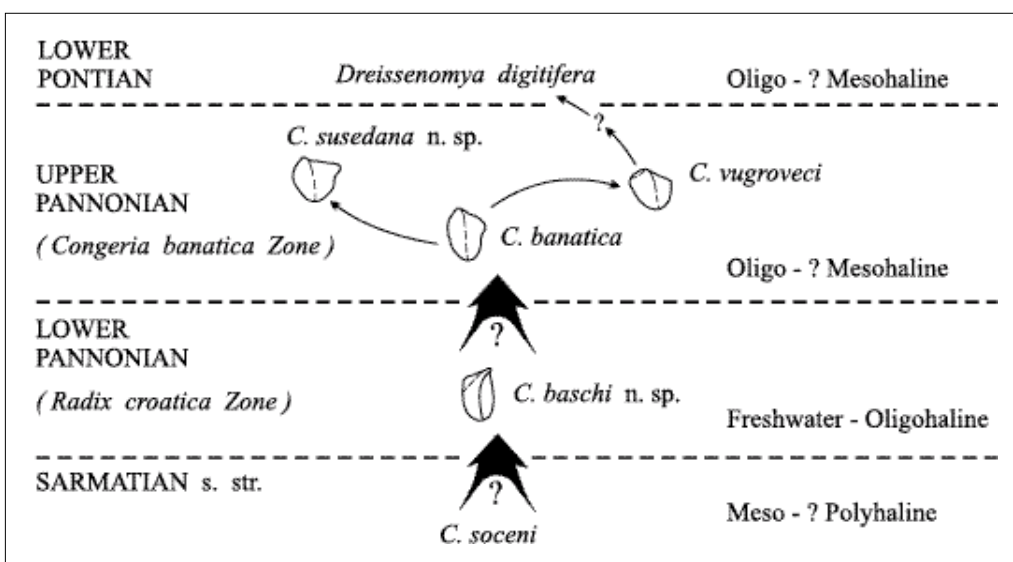 LOWER
PONTIAN
Dreissenomya digitifera
Oligo - ? Mesohaline
?
C. susedana n. sp.
UPPER
PANNONIAN
C. vugroveci
( Congeria banatica Zone )
C. banatica
Oligo - ? Mesohaline
LOWER
PANNONIAN
?
( Radix croatica Zone )
C. baschi n. sp.
Freshwater - Oligohaline
SARMATIAN s. str.
?
Meso - ? Polyhaline
C. soceni